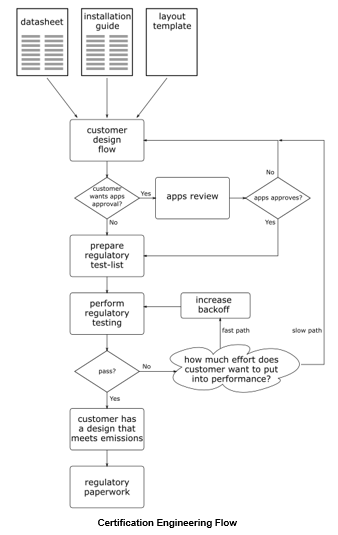 datasheet
installation
guide
layout
template
customer
design
flow
No
customer
wants apps
approval?
Yes
apps review
apps approves?
No
Yes
prepare
regulatory
test-list
perform
regulatory
testing
increase
backoff
fast path
slow path
pass?
No
how much effort does
customer want to put
into performance?
Yes
customer has
a design that
meets emissions
regulatory
paperwork
Certification Engineering Flow